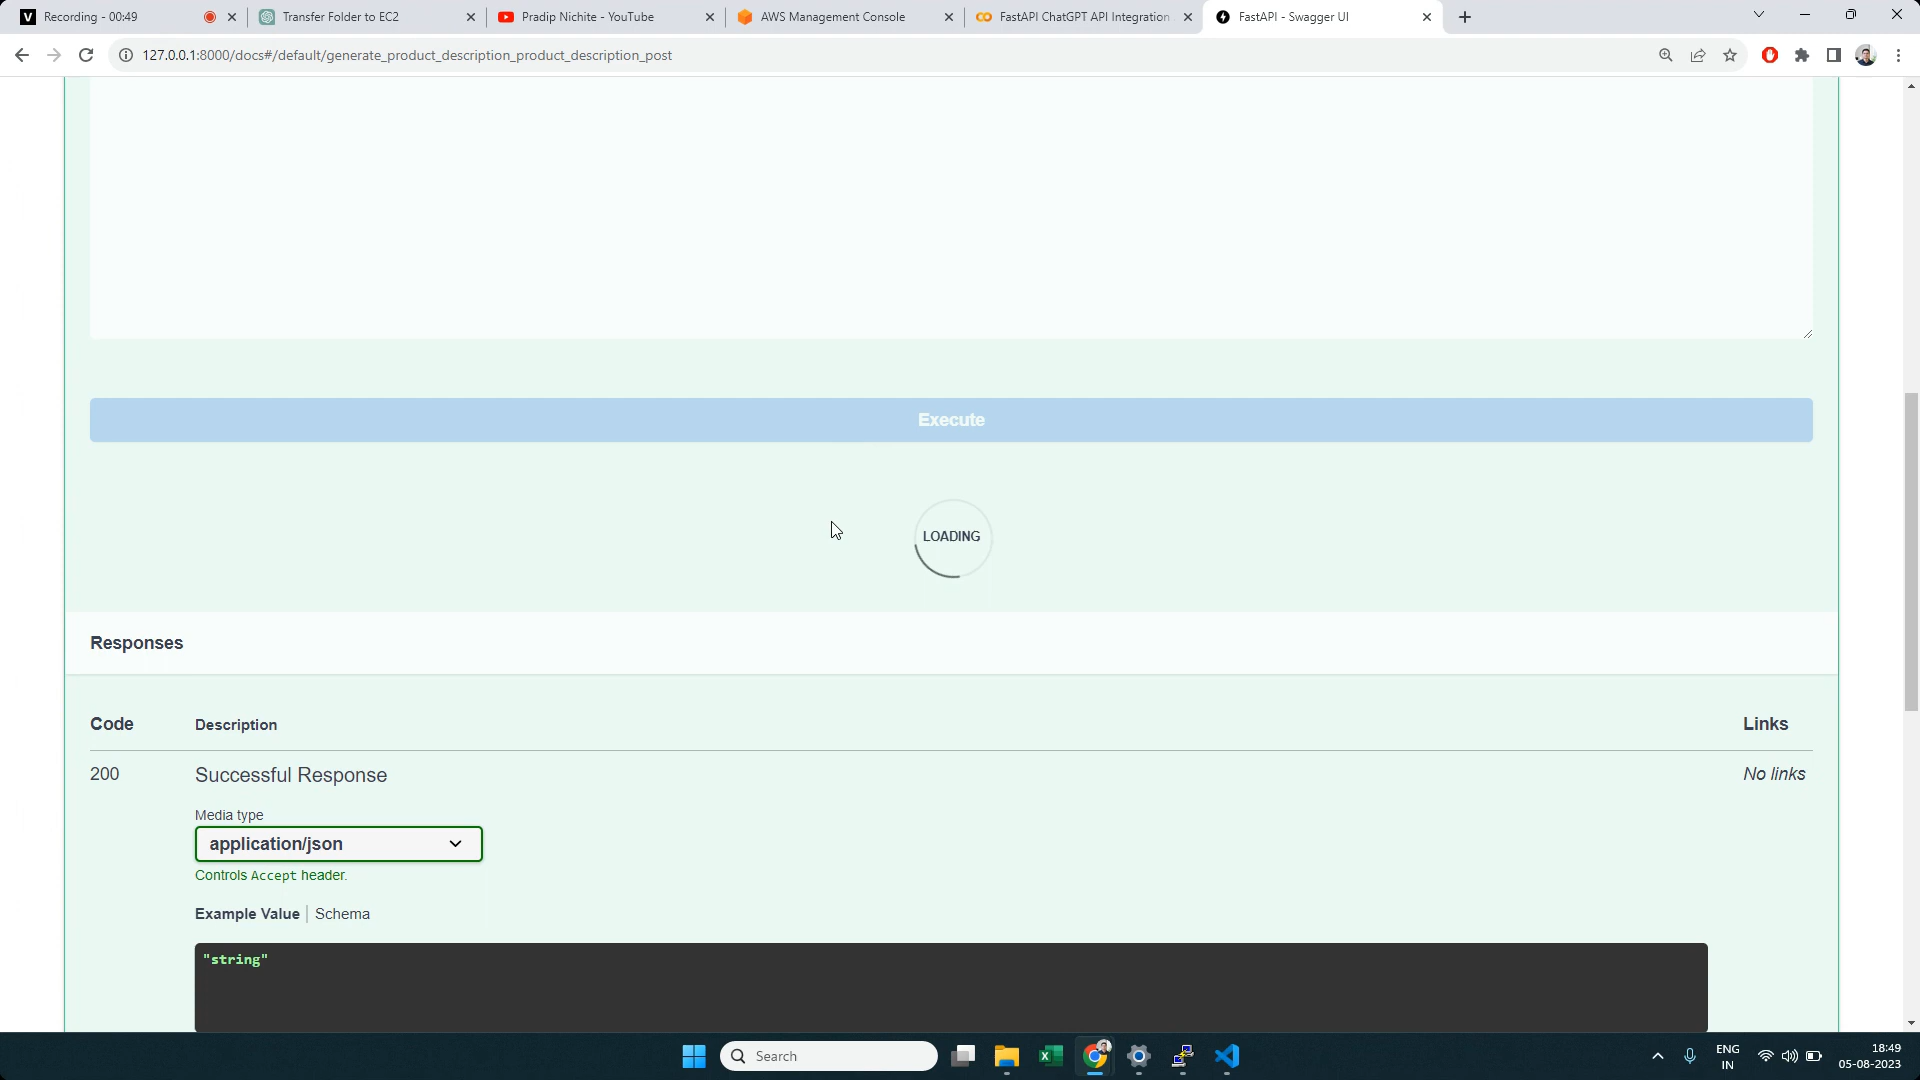 V Recording - 00:49
Transfer Folder to EC2
Pradip Nichite - YouTube
AWS Management Console
FastAPI ChatGPT API Integration
FastAPI - Swagger UI
127.0.0.1:8000/docs#/default/generate_product_description_product_description_post
Execute
LOADING
Responses
Code Description Links
200 Successful Response No links
Media type
application/json
Controls Accept header.
Example Value Schema
"string"
Search
ENG
IN
18:49
05-08-2023